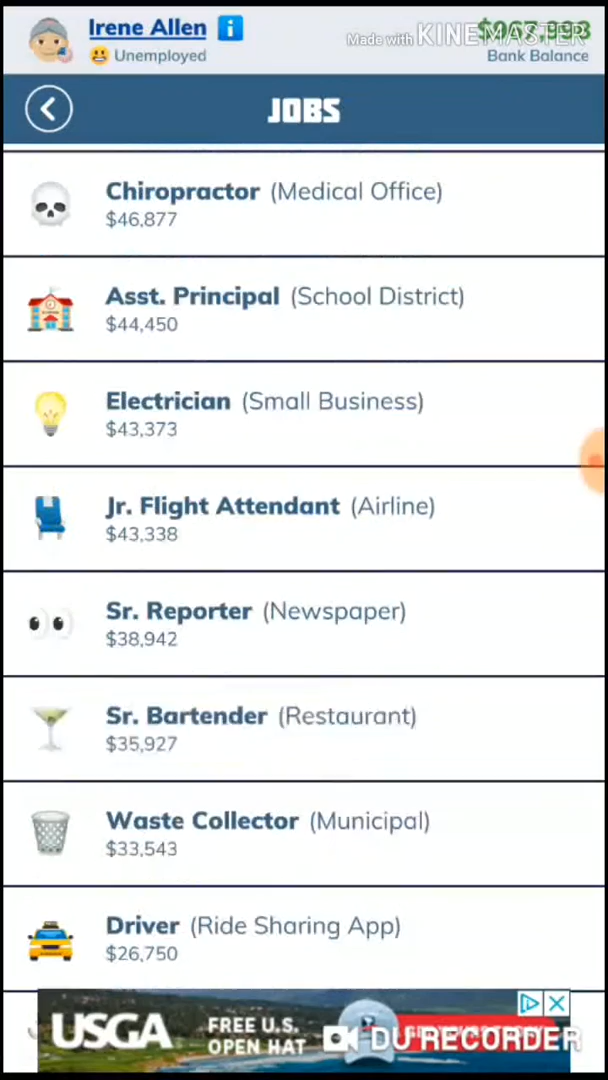 Irene Allen i
Unemployed
Made with KINEMASTER
Bank Balance
JOBS
Chiropractor (Medical Office)
$46,877
Asst. Principal (School District)
$44,450
Electrician (Small Business)
$43,373
Jr. Flight Attendant (Airline)
$43,338
Sr. Reporter (Newspaper)
$38,942
Sr. Bartender (Restaurant)
$35,927
Waste Collector (Municipal)
$33,543
Driver (Ride Sharing App)
$26,750
USGA
FREE U.S.
OPEN HAT
DU RECORDER